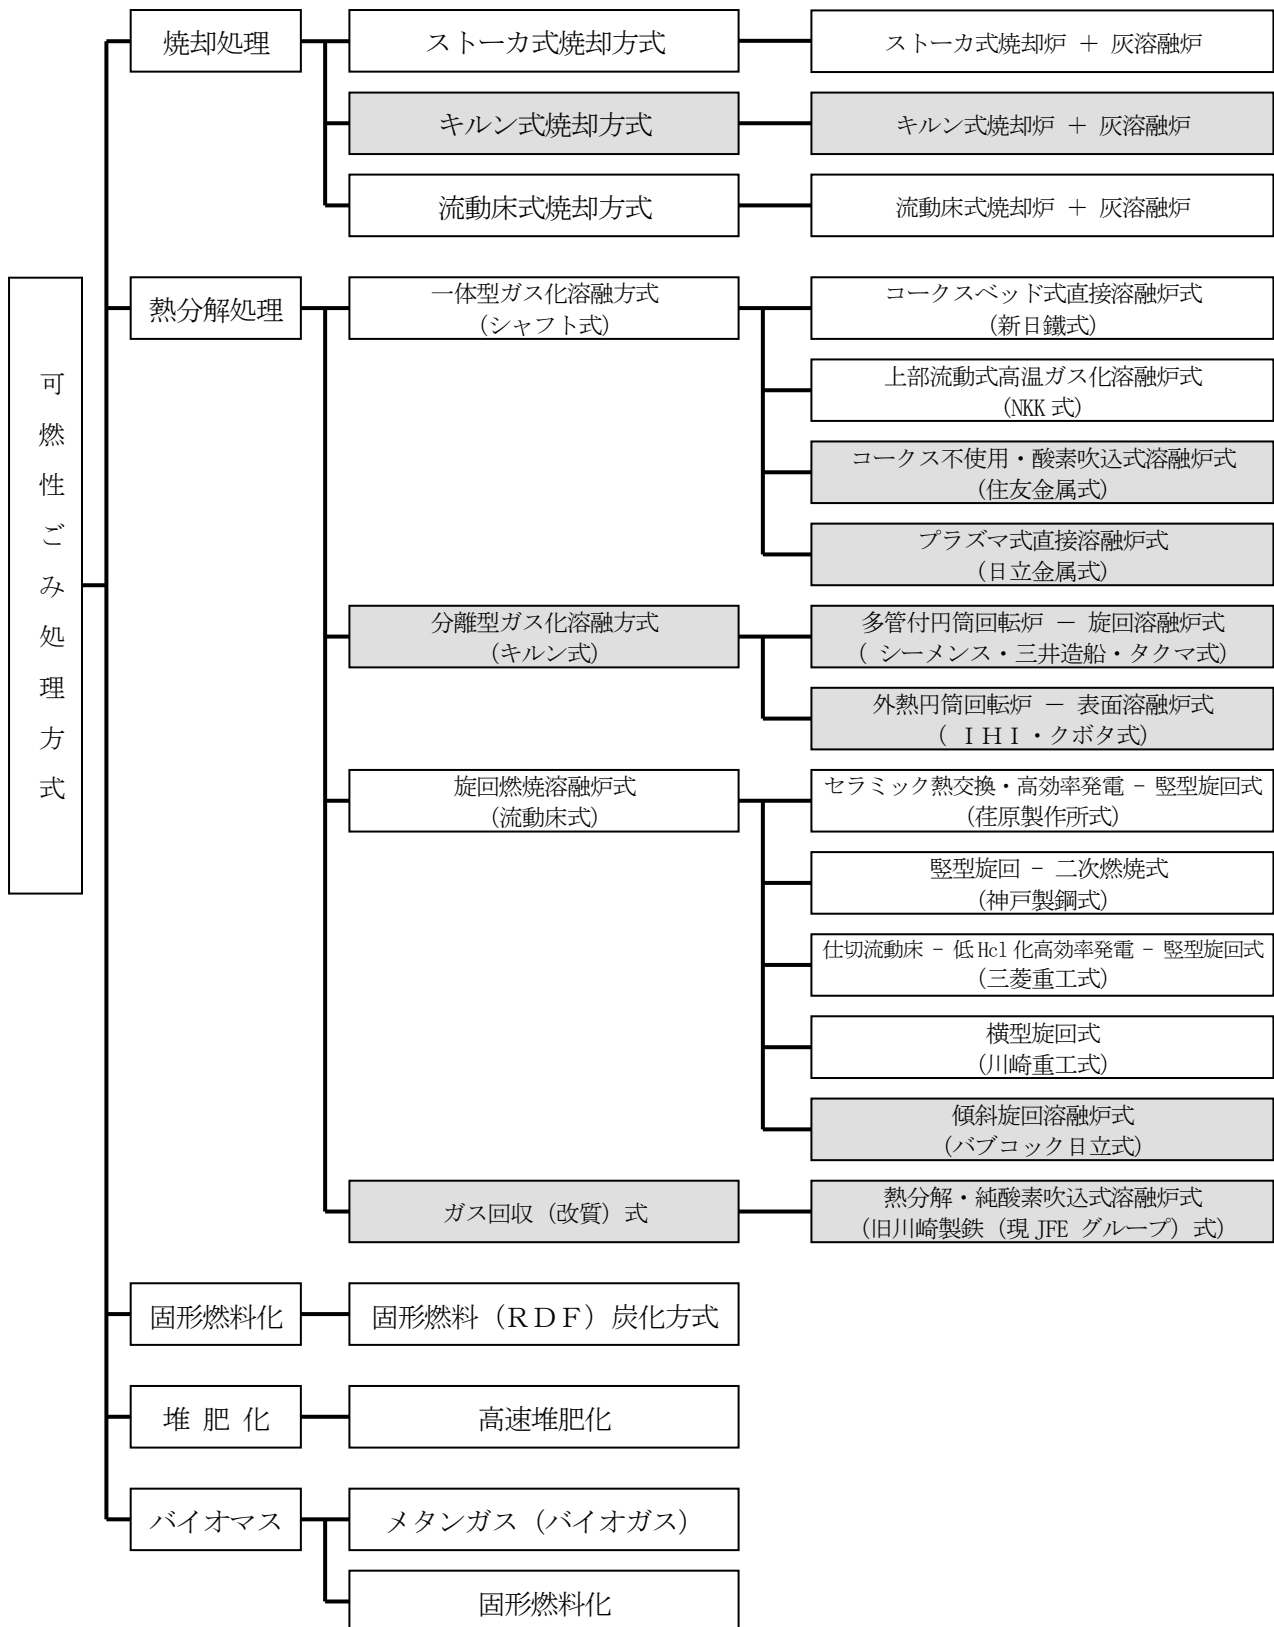 可燃性ごみ処理方式
焼却処理
ストーカ式焼却方式
ストーカ式焼却炉 + 灰溶融炉
キルン式焼却方式
キルン式焼却炉 + 灰溶融炉
流動床式焼却方式
流動床式焼却炉 + 灰溶融炉
熱分解処理
一体型ガス化溶融方式
(シャフト式)
コークスベッド式直接溶融炉式
(新日鐵式)
上部流動式高温ガス化溶融炉式
(NKK 式)
コークス不使用・酸素吹込式溶融炉式
(住友金属式)
プラズマ式直接溶融炉式
(日立金属式)
分離型ガス化溶融方式
(キルン式)
多管付円筒回転炉 － 旋回溶融炉式
( シーメンス・三井造船・タクマ式)
外熱円筒回転炉 － 表面溶融炉式
( ＩＨＩ・クボタ式)
旋回燃焼溶融炉式
(流動床式)
セラミック熱交換・高効率発電 − 竪型旋回式
(荏原製作所式)
竪型旋回 − 二次燃焼式
(神戸製鋼式)
仕切流動床 − 低 Hcl 化高効率発電 − 竪型旋回式
(三菱重工式)
横型旋回式
(川崎重工式)
傾斜旋回溶融炉式
(バブコック日立式)
ガス回収（改質）式
熱分解・純酸素吹込式溶融炉式
(旧川崎製鉄（現 JFE グループ）式)
固形燃料化
固形燃料（ＲＤＦ）炭化方式
堆 肥 化
高速堆肥化
バイオマス
メタンガス（バイオガス）
固形燃料化